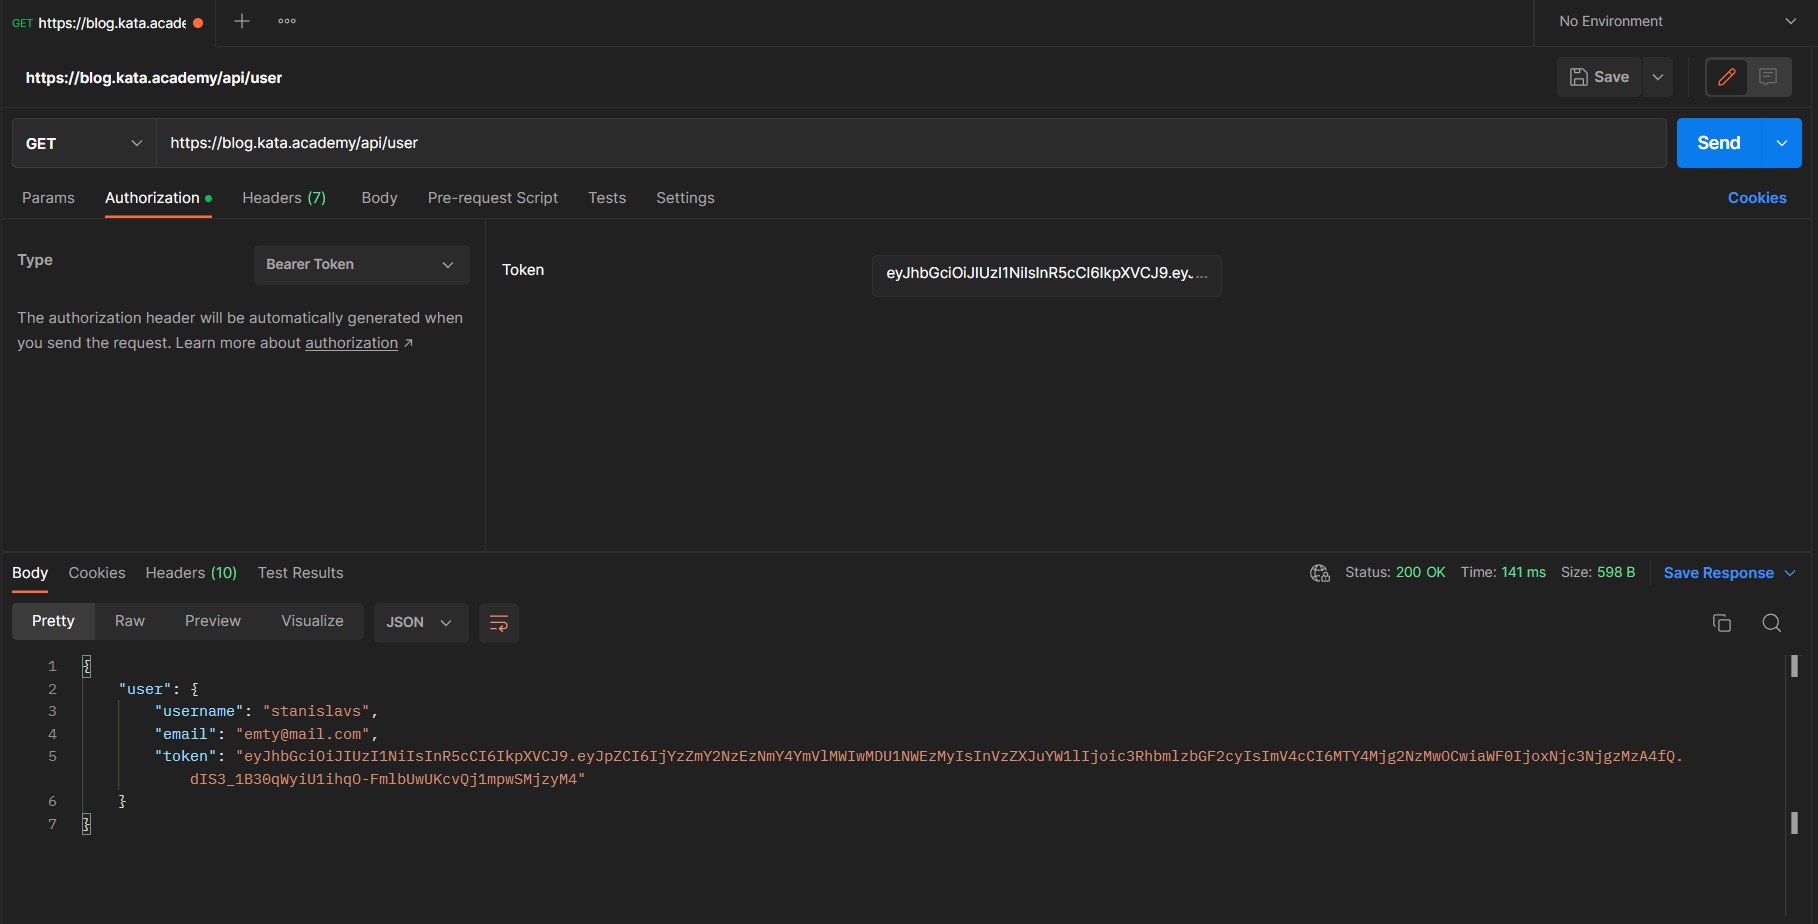 GET https://blog.kata.acade
No Environment
https://blog.kata.academy/api/user
Save
GET https://blog.kata.academy/api/user
Send
Params Authorization Headers (7) Body Pre-request Script Tests Settings
Cookies
Type
Bearer Token
Token
eyJhbGciOiJIUzI1NiIsInR5cCI6IkpXVCJ9.eyJ...
The authorization header will be automatically generated when
you send the request. Learn more about authorization ↗
Body Cookies Headers (10) Test Results
Status: 200 OK Time: 141 ms Size: 598 B Save Response
Pretty Raw Preview Visualize JSON
1 {
2 "user": {
3 "username": "stanislavs",
4 "email": "emty@mail.com",
5 "token": "eyJhbGciOiJIUzI1NiIsInR5cCI6IkpXVCJ9.eyJpZCI6IjYzZmY2NzEzNmY4YmVlMWIwMDU1NWEzMyIsInVzZXJuYW1lIjoic3RhbmlzbGF2cyIsImV4cCI6MTY4Mjg2NzMwOCwiaWF0IjoxNjc3NjgzMzA4fQ.
dIS3_1B30qWyiU1ihqO-FmlbUwUKcvQj1mpwSMjzyM4"
6 }
7 }